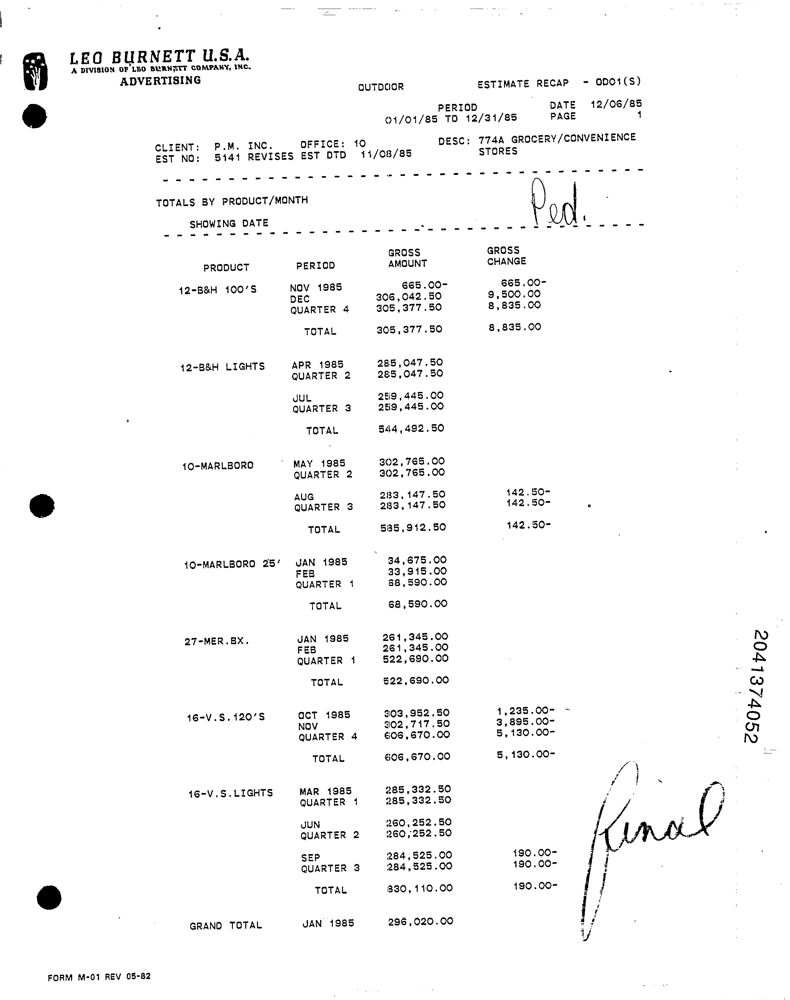 LEO BURNETT U.S.A.
A DIVISION OF LEO BURNETT COMPANY, INC.
ADVERTISING
OUTDOOR ESTIMATE RECAP - OD01(S)
PERIOD DATE 12/06/85
01/01/85 TO 12/31/85 PAGE 1
CLIENT: P.M. INC. OFFICE: 10 DESC: 774A GROCERY/CONVENIENCE
EST NO: 5141 REVISES EST DTD 11/08/85 STORES
TOTALS BY PRODUCT/MONTH
Ped.
SHOWING DATE
GROSS GROSS
PRODUCT PERIOD AMOUNT CHANGE
12-B&H 100'S NOV 1985 665.00- 665.00-
DEC 306,042.50 9,500.00
QUARTER 4 305,377.50 8,835.00
TOTAL 305,377.50 8,835.00
12-B&H LIGHTS APR 1985 285,047.50
QUARTER 2 285,047.50
JUL 259,445.00
QUARTER 3 259,445.00
TOTAL 544,492.50
10-MARLBORO MAY 1985 302,765.00
QUARTER 2 302,765.00
AUG 283,147.50 142.50-
QUARTER 3 283,147.50 142.50-
TOTAL 585,912.50 142.50-
10-MARLBORO 25' JAN 1985 34,675.00
FEB 33,915.00
QUARTER 1 68,590.00
TOTAL 68,590.00
27-MER.BX. JAN 1985 261,345.00
FEB 261,345.00
QUARTER 1 522,690.00
TOTAL 522,690.00
16-V.S.120'S OCT 1985 303,952.50 1,235.00-
NOV 302,717.50 3,895.00-
QUARTER 4 606,670.00 5,130.00-
TOTAL 606,670.00 5,130.00-
16-V.S.LIGHTS MAR 1985 285,332.50
QUARTER 1 285,332.50
JUN 260,252.50
QUARTER 2 260,252.50
SEP 284,525.00 190.00-
QUARTER 3 284,525.00 190.00-
TOTAL 830,110.00 190.00-
GRAND TOTAL JAN 1985 296,020.00
Final
2041374052
FORM M-01 REV 05-82